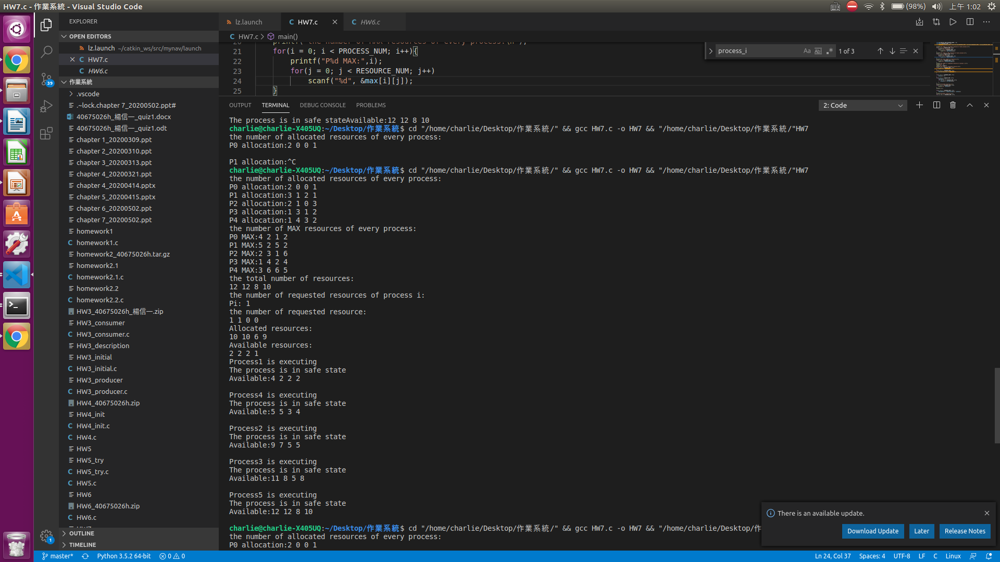 HW7.c - 作業系統 - Visual Studio Code
(98%)
上午 1:02
EXPLORER
OPEN EDITORS
lz.launch ~/catkin_ws/src/mynav/launch
HW7.c
HW6.c
作業系統
.vscode
.~lock.chapter 7_20200502.ppt#
40675026h_楊信一_quiz1.docx
40675026h_楊信一_quiz1.odt
chapter 1_20200309.ppt
chapter 2_20200310.ppt
chapter 3_20200313.ppt
chapter 4_20200321.ppt
chapter 4_20200414.pptx
chapter 5_20200415.pptx
chapter 6_20200502.ppt
chapter 7_20200502.ppt
homework1
homework1.c
homework2_40675026h.tar.gz
homework2.1
homework2.1.c
homework2.2
homework2.2.c
HW3_40675026h_楊信一.zip
HW3_consumer
HW3_consumer.c
HW3_description
HW3_initial
HW3_initial.c
HW3_producer
HW3_producer.c
HW4_40675026h.zip
HW4_init
HW4_init.c
HW4.c
HW5
HW5_try
HW5_try.c
HW5.c
HW6
HW6_40675026h.zip
HW6.c
OUTLINE
TIMELINE
39
1
lz.launch
HW7.c
HW6.c
HW7.c > main()
21 for(i = 0; i < PROCESS_NUM; i++){
22 printf("P%d MAX:",i);
23 for(j = 0; j < RESOURCE_NUM; j++)
24 scanf("%d", &max[i][j]);
25 }
process_i Aa Abl .* 1 of 3
OUTPUT TERMINAL DEBUG CONSOLE PROBLEMS
2: Code
The process is in safe stateAvailable:12 12 8 10
charlie@charlie-X405UQ:~/Desktop/作業系統$ cd "/home/charlie/Desktop/作業系統/" && gcc HW7.c -o HW7 && "/home/charlie/Desktop/作業系統/"HW7
the number of allocated resources of every process:
P0 allocation:2 0 0 1
P1 allocation:^C
charlie@charlie-X405UQ:~/Desktop/作業系統$ cd "/home/charlie/Desktop/作業系統/" && gcc HW7.c -o HW7 && "/home/charlie/Desktop/作業系統/"HW7
the number of allocated resources of every process:
P0 allocation:2 0 0 1
P1 allocation:3 1 2 1
P2 allocation:2 1 0 3
P3 allocation:1 3 1 2
P4 allocation:1 4 3 2
the number of MAX resources of every process:
P0 MAX:4 2 1 2
P1 MAX:5 2 5 2
P2 MAX:2 3 1 6
P3 MAX:1 4 2 4
P4 MAX:3 6 6 5
the total number of resources:
12 12 8 10
the number of requested resources of process i:
Pi: 1
the number of requested resource:
1 1 0 0
Allocated resources:
10 10 6 9
Available resources:
2 2 2 1
Process1 is executing
The process is in safe state
Available:4 2 2 2
Process4 is executing
The process is in safe state
Available:5 5 3 4
Process2 is executing
The process is in safe state
Available:9 7 5 5
Process3 is executing
The process is in safe state
Available:11 8 5 8
Process5 is executing
The process is in safe state
Available:12 12 8 10
charlie@charlie-X405UQ:~/Desktop/作業系統$ cd "/home/charlie/Desktop/作業系統/" && gcc HW7.c -o HW7 && "/home/charlie/Desktop/作
the number of allocated resources of every process:
P0 allocation:2 0 0 1
There is an available update.
Download Update Later Release Notes
master* Python 3.5.2 64-bit 0 0 Ln 24, Col 37 Spaces: 4 UTF-8 LF C Linux